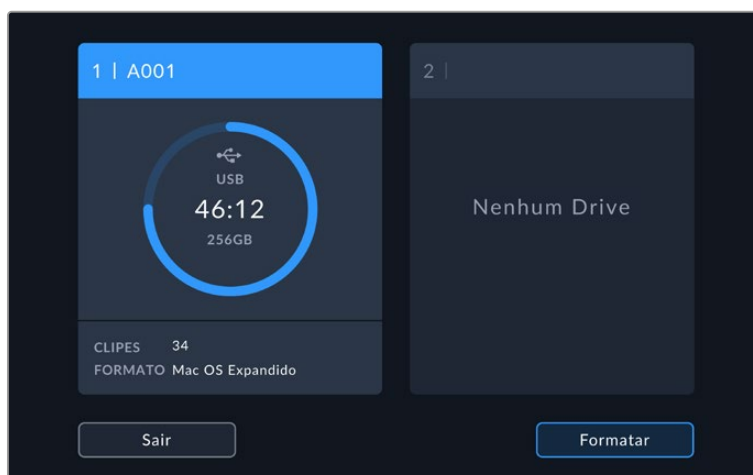 1 | A001
USB
46:12
256GB
CLIPES 34
FORMATO Mac OS Expandido
2 |
Nenhum Drive
Sair
Formatar